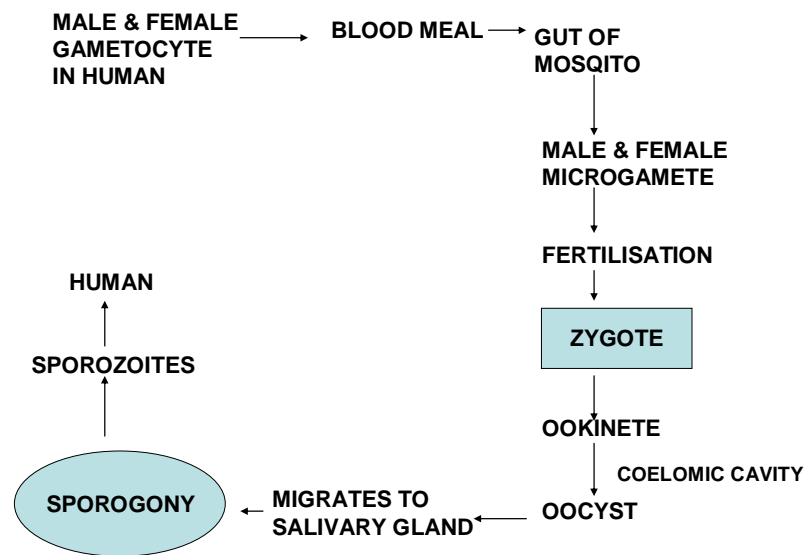 MALE & FEMALE
GAMETOCYTE
IN HUMAN
BLOOD MEAL
GUT OF
MOSQITO
MALE & FEMALE
MICROGAMETE
FERTILISATION
ZYGOTE
OOKINETE
COELOMIC CAVITY
OOCYST
MIGRATES TO
SALIVARY GLAND
SPOROGONY
SPOROZOITES
HUMAN